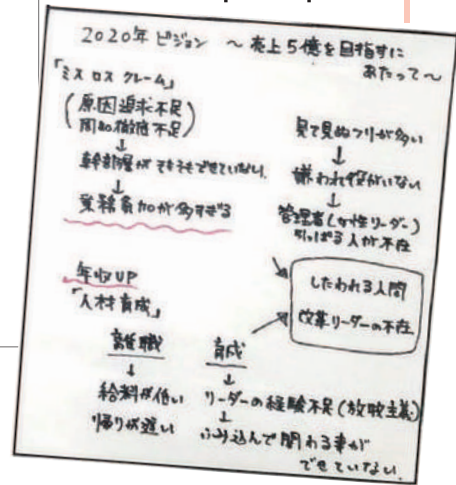 2020年 ビジョン 〜 売上5億を目指すに
あたって〜
「ミス ロス クレーム」
(原因追求不足
周知徹底不足)
↓
幹部層が そもそもできていない。
↓
業務負加が多すぎる
見て見ぬフリが多い
↓
嫌われ役がいない
↓
管理者(女性リーダー)
引っぱる人が不在
したわれる人間
改革リーダーの不在
年収UP
「人材育成」
離職
↓
給料が低い
帰りが遅い
育成
↓
リーダーの経験不足(放牧主義)
↓
ふみ込んで関わる事が
できていない。